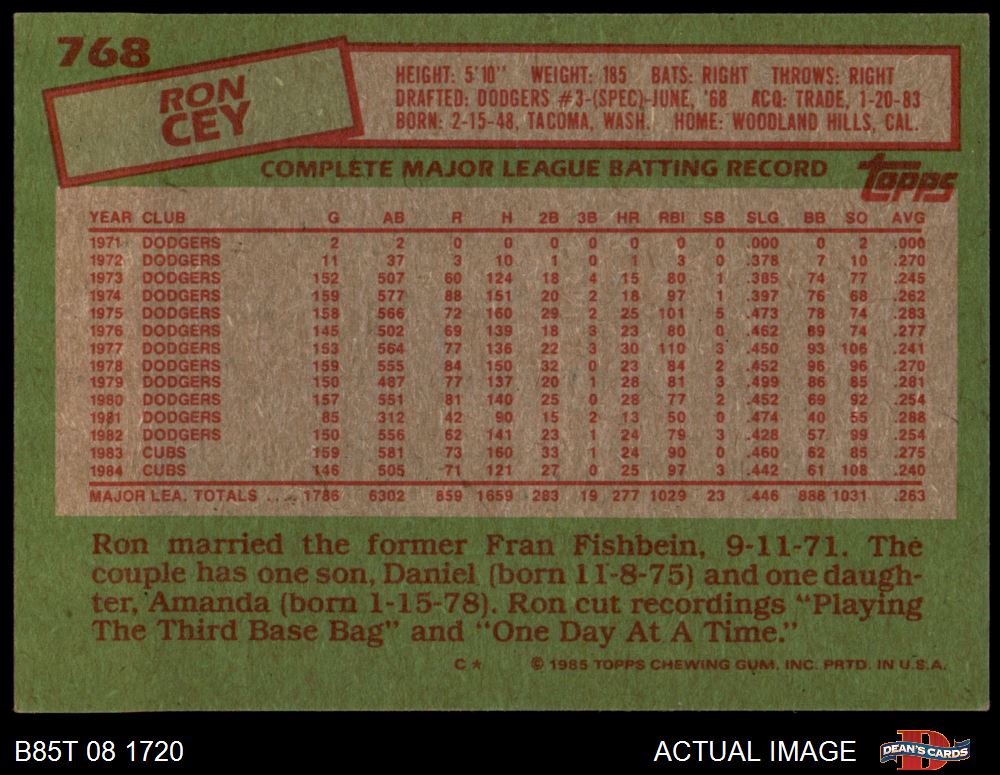 768
RON
CEY
HEIGHT: 5'10" WEIGHT: 185 BATS: RIGHT THROWS: RIGHT
DRAFTED: DODGERS #3-(SPEC)-JUNE, '68 ACQ: TRADE, 1-20-83
BORN: 2-15-48, TACOMA, WASH. HOME: WOODLAND HILLS, CAL.
COMPLETE MAJOR LEAGUE BATTING RECORD
Topps
YEAR CLUB G AB R H 2B 3B HR RBI SB SLG BB SO AVG
1971 DODGERS 2 2 0 0 0 0 0 0 0 .000 0 2 .000
1972 DODGERS 11 37 3 10 1 0 1 3 0 .378 7 10 .270
1973 DODGERS 152 507 60 124 18 4 15 80 1 .385 74 77 .245
1974 DODGERS 159 577 88 151 20 2 18 97 1 .397 76 68 .262
1975 DODGERS 158 566 72 160 29 2 25 101 5 .473 78 74 .283
1976 DODGERS 145 502 69 139 18 3 23 80 0 .462 89 74 .277
1977 DODGERS 153 564 77 136 22 3 30 110 3 .450 93 106 .241
1978 DODGERS 159 555 84 150 32 0 23 84 2 .452 96 96 .270
1979 DODGERS 150 487 77 137 20 1 28 81 3 .499 86 85 .281
1980 DODGERS 157 551 81 140 25 0 28 77 2 .452 69 92 .254
1981 DODGERS 85 312 42 90 15 2 13 50 0 .474 40 55 .288
1982 DODGERS 150 556 62 141 23 1 24 79 3 .428 57 99 .254
1983 CUBS 159 581 73 160 33 1 24 90 0 .460 62 85 .275
1984 CUBS 146 505 71 121 27 0 25 97 3 .442 61 108 .240
MAJOR LEA. TOTALS .... 1786 6302 859 1659 283 19 277 1029 23 .446 888 1031 .263
Ron married the former Fran Fishbein, 9-11-71. The
couple has one son, Daniel (born 11-8-75) and one daugh-
ter, Amanda (born 1-15-78). Ron cut recordings "Playing
The Third Base Bag" and "One Day At A Time."
C* © 1985 TOPPS CHEWING GUM, INC. PRTD. IN U.S.A.
B85T 08 1720
ACTUAL IMAGE
D
DEAN'S CARDS